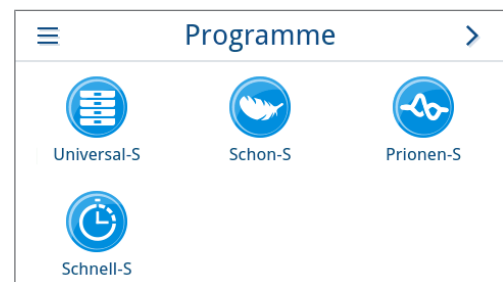 Programme
Universal-S
Schon-S
Prionen-S
Schnell-S